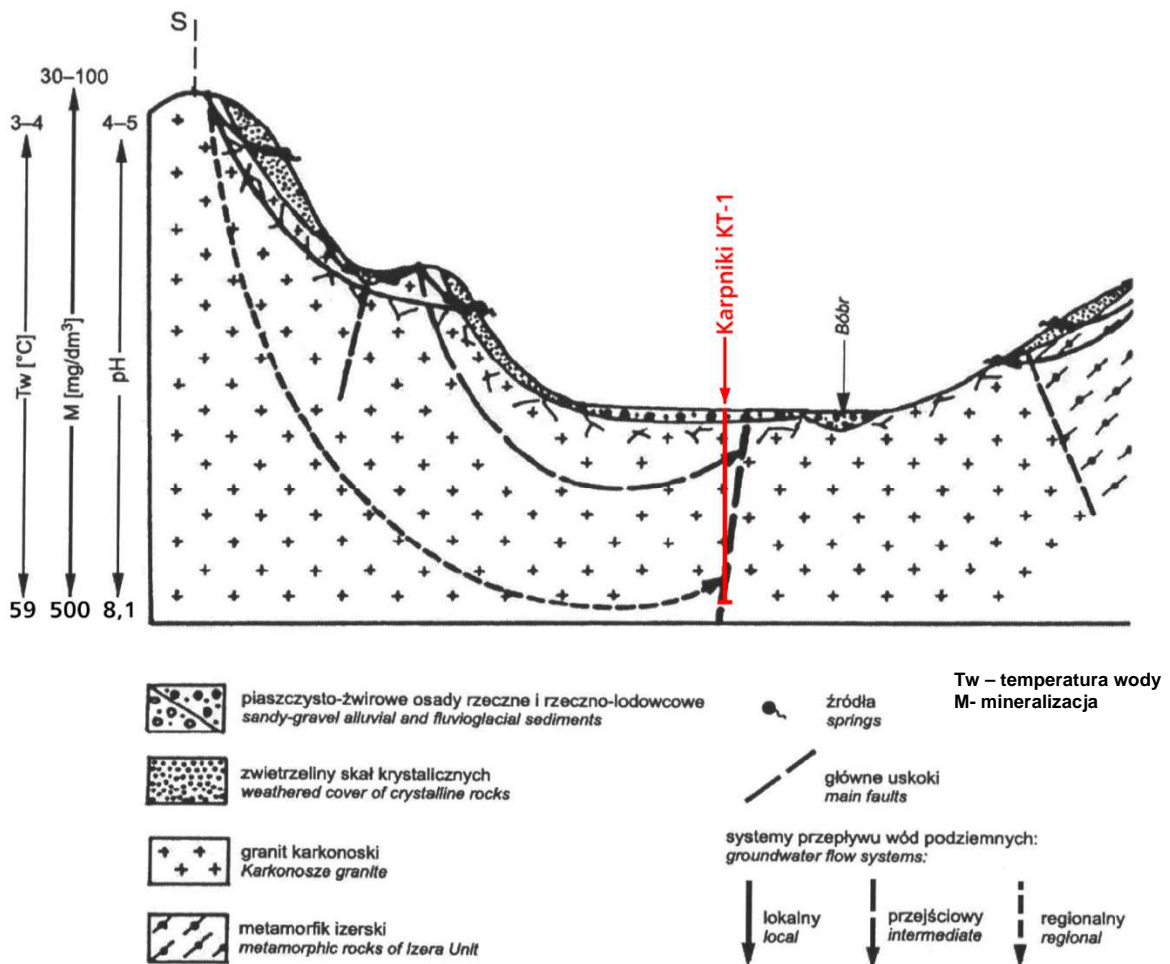 S
30–100
3–4
4–5
Tw [°C]
M [mg/dm³]
pH
59
500
8,1
Karpniki KT-1
Bóbr
piaszczysto-żwirowe osady rzeczne i rzeczno-lodowcowe
sandy-gravel alluvial and fluvioglacial sediments
zwietrzeliny skał krystalicznych
weathered cover of crystalline rocks
granit karkonoski
Karkonosze granite
metamorfik izerski
metamorphic rocks of Izera Unit
źródła
springs
główne uskoki
main faults
systemy przepływu wód podziemnych:
groundwater flow systems:
lokalny
local
przejściowy
intermediate
regionalny
regional
Tw – temperatura wody
M- mineralizacja